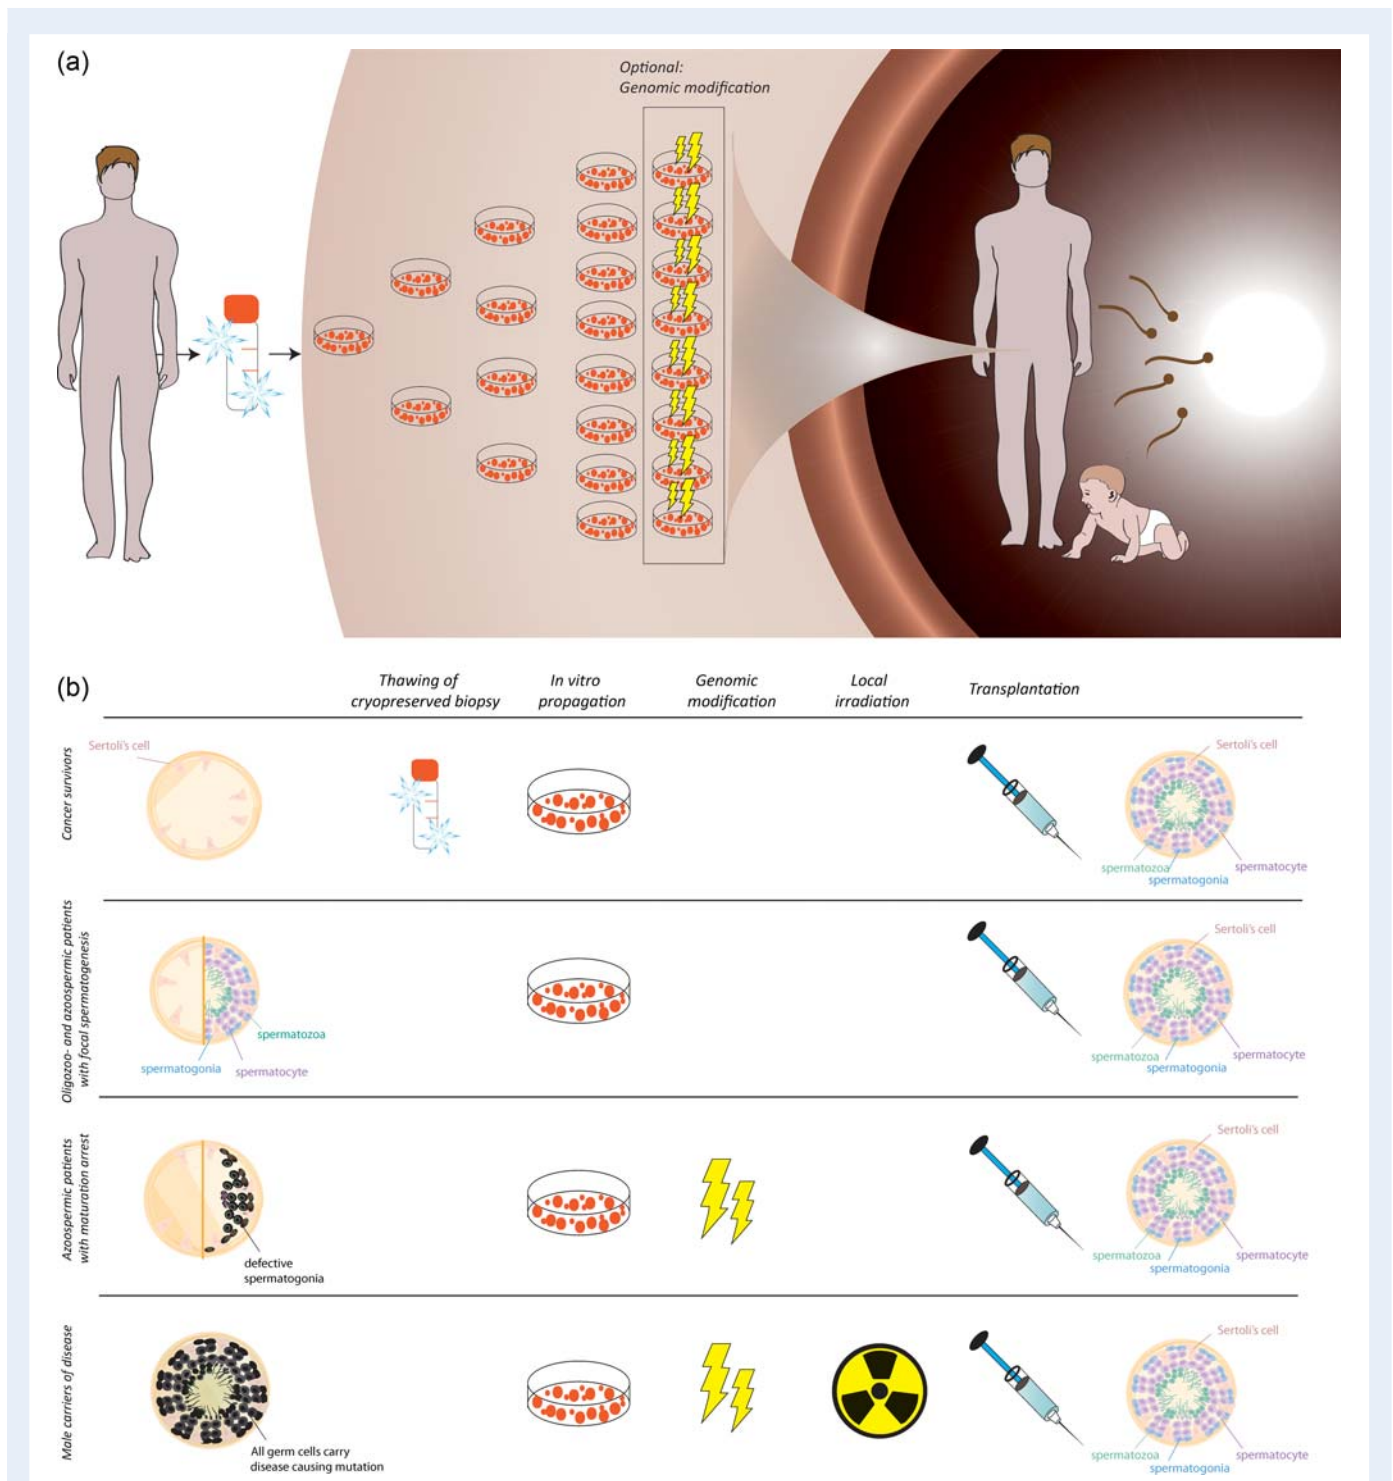 (a)
Optional:
Genomic modification
(b)
Thawing of
cryopreserved biopsy
In vitro
propagation
Genomic
modification
Local
irradiation
Transplantation
Cancer survivors
Sertoli's cell
Sertoli's cell
spermatozoa
spermatocyte
spermatogonia
Oligozoo- and azoospermic patients
with focal spermatogenesis
spermatozoa
spermatogonia
spermatocyte
Sertoli's cell
spermatozoa
spermatocyte
spermatogonia
Azoospermic patients
with maturation arrest
defective
spermatogonia
Sertoli's cell
spermatozoa
spermatocyte
spermatogonia
Male carriers of disease
All germ cells carry
disease causing mutation
Sertoli's cell
spermatozoa
spermatocyte
spermatogonia